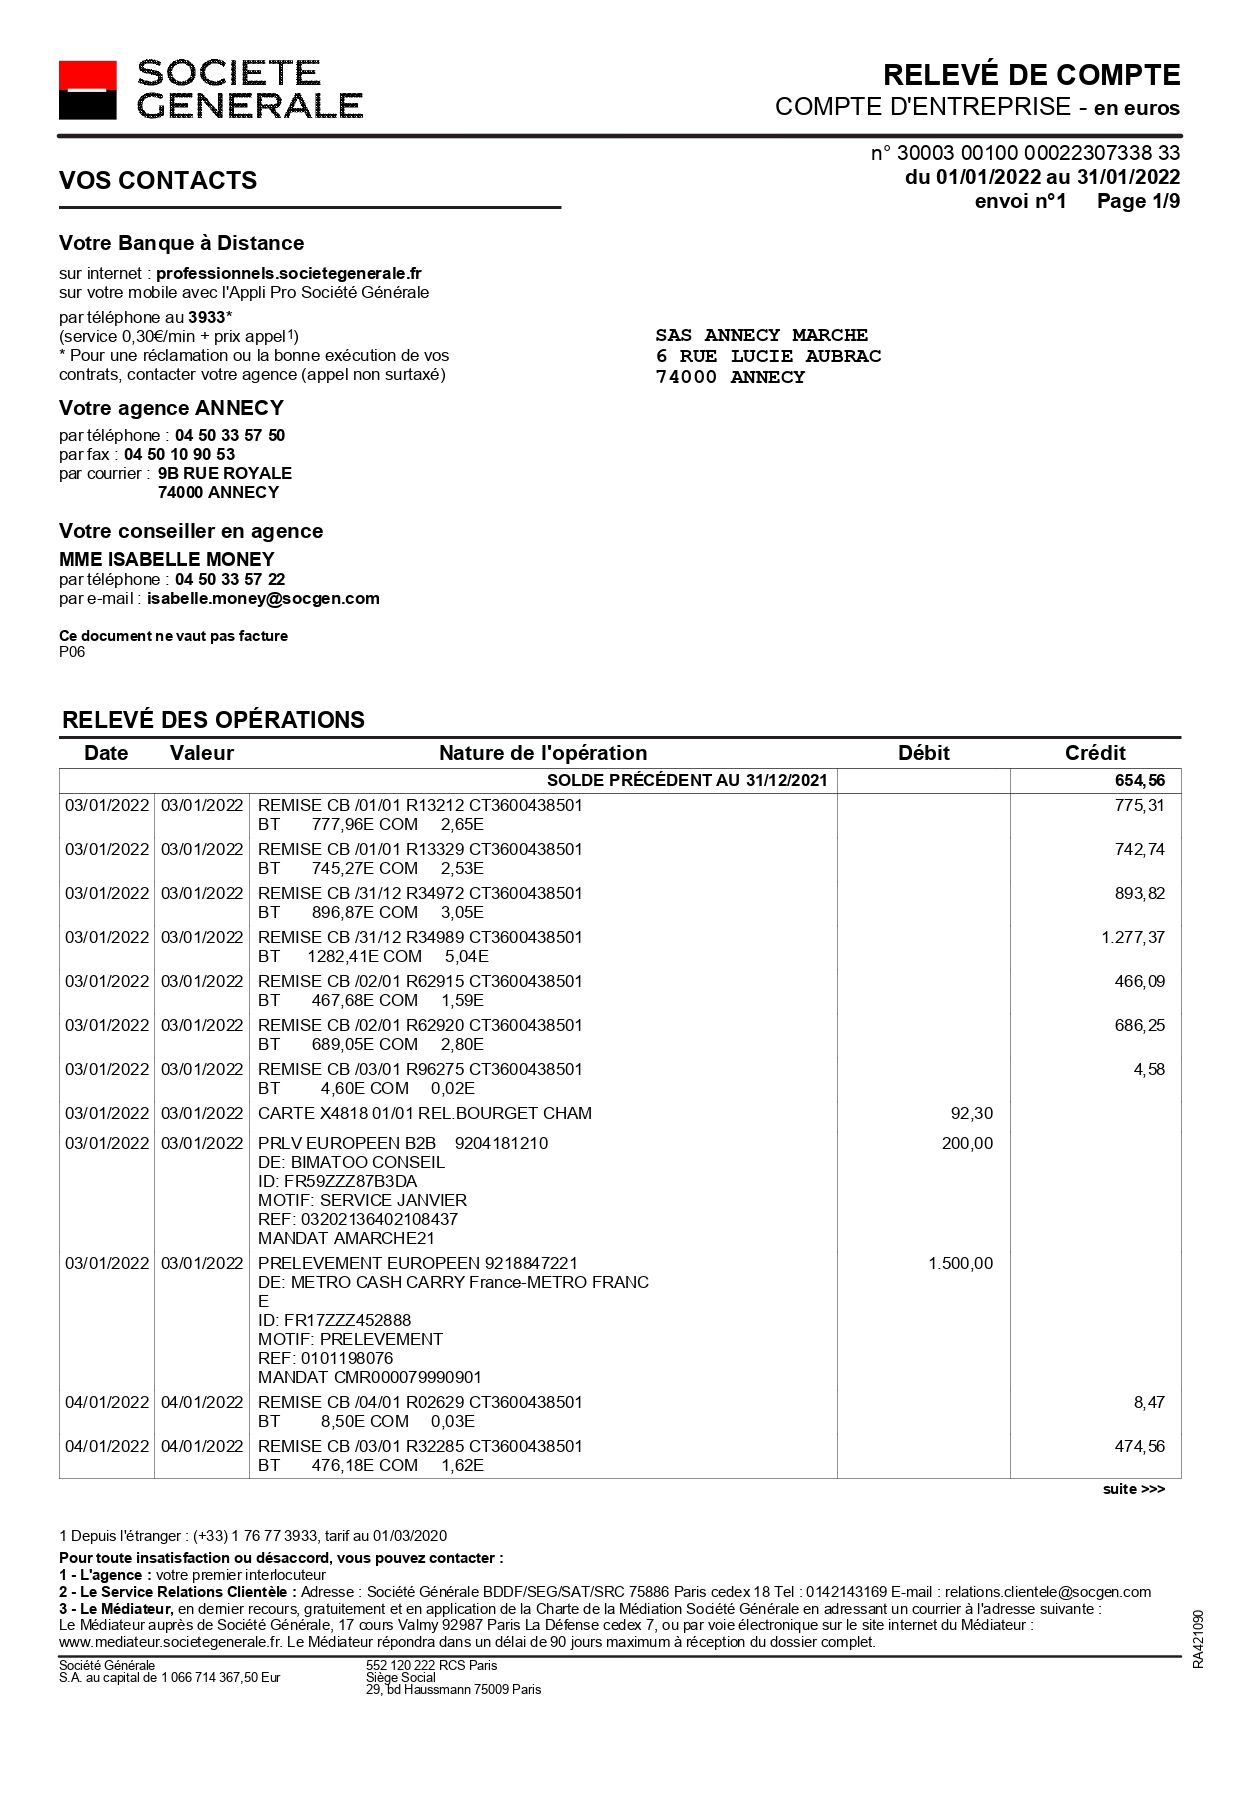 SOCIETE
GENERALE
RELEVÉ DE COMPTE
COMPTE D'ENTREPRISE - en euros
n° 30003 00100 00022307338 33
du 01/01/2022 au 31/01/2022
envoi n°1 Page 1/9
VOS CONTACTS
Votre Banque à Distance
sur internet : professionnels.societegenerale.fr
sur votre mobile avec l'Appli Pro Société Générale
par téléphone au 3933*
(service 0,30€/min + prix appel1)
* Pour une réclamation ou la bonne exécution de vos
contrats, contacter votre agence (appel non surtaxé)
SAS ANNECY MARCHE
6 RUE LUCIE AUBRAC
74000 ANNECY
Votre agence ANNECY
par téléphone : 04 50 33 57 50
par fax : 04 50 10 90 53
par courrier : 9B RUE ROYALE
74000 ANNECY
Votre conseiller en agence
MME ISABELLE MONEY
par téléphone : 04 50 33 57 22
par e-mail : isabelle.money@socgen.com
Ce document ne vaut pas facture
P06
RELEVÉ DES OPÉRATIONS
Date Valeur Nature de l'opération Débit Crédit
SOLDE PRÉCÉDENT AU 31/12/2021 654,56
03/01/2022 03/01/2022 REMISE CB /01/01 R13212 CT3600438501 775,31
BT 777,96E COM 2,65E
03/01/2022 03/01/2022 REMISE CB /01/01 R13329 CT3600438501 742,74
BT 745,27E COM 2,53E
03/01/2022 03/01/2022 REMISE CB /31/12 R34972 CT3600438501 893,82
BT 896,87E COM 3,05E
03/01/2022 03/01/2022 REMISE CB /31/12 R34989 CT3600438501 1.277,37
BT 1282,41E COM 5,04E
03/01/2022 03/01/2022 REMISE CB /02/01 R62915 CT3600438501 466,09
BT 467,68E COM 1,59E
03/01/2022 03/01/2022 REMISE CB /02/01 R62920 CT3600438501 686,25
BT 689,05E COM 2,80E
03/01/2022 03/01/2022 REMISE CB /03/01 R96275 CT3600438501 4,58
BT 4,60E COM 0,02E
03/01/2022 03/01/2022 CARTE X4818 01/01 REL.BOURGET CHAM 92,30
03/01/2022 03/01/2022 PRLV EUROPEEN B2B 9204181210 200,00
DE: BIMATOO CONSEIL
ID: FR59ZZZ87B3DA
MOTIF: SERVICE JANVIER
REF: 03202136402108437
MANDAT AMARCHE21
03/01/2022 03/01/2022 PRELEVEMENT EUROPEEN 9218847221 1.500,00
DE: METRO CASH CARRY France-METRO FRANC
E
ID: FR17ZZZ452888
MOTIF: PRELEVEMENT
REF: 0101198076
MANDAT CMR000079990901
04/01/2022 04/01/2022 REMISE CB /04/01 R02629 CT3600438501 8,47
BT 8,50E COM 0,03E
04/01/2022 04/01/2022 REMISE CB /03/01 R32285 CT3600438501 474,56
BT 476,18E COM 1,62E
suite >>>
1 Depuis l'étranger : (+33) 1 76 77 3933, tarif au 01/03/2020
Pour toute insatisfaction ou désaccord, vous pouvez contacter :
1 - L'agence : votre premier interlocuteur
2 - Le Service Relations Clientèle : Adresse : Société Générale BDDF/SEG/SAT/SRC 75886 Paris cedex 18 Tel : 0142143169 E-mail : relations.clientele@socgen.com
3 - Le Médiateur, en dernier recours, gratuitement et en application de la Charte de la Médiation Société Générale en adressant un courrier à l'adresse suivante :
Le Médiateur auprès de Société Générale, 17 cours Valmy 92987 Paris La Défense cedex 7, ou par voie électronique sur le site internet du Médiateur :
www.mediateur.societegenerale.fr. Le Médiateur répondra dans un délai de 90 jours maximum à réception du dossier complet.
RA421090
Société Générale 552 120 222 RCS Paris
S.A. au capital de 1 066 714 367,50 Eur Siège Social
29, bd Haussmann 75009 Paris